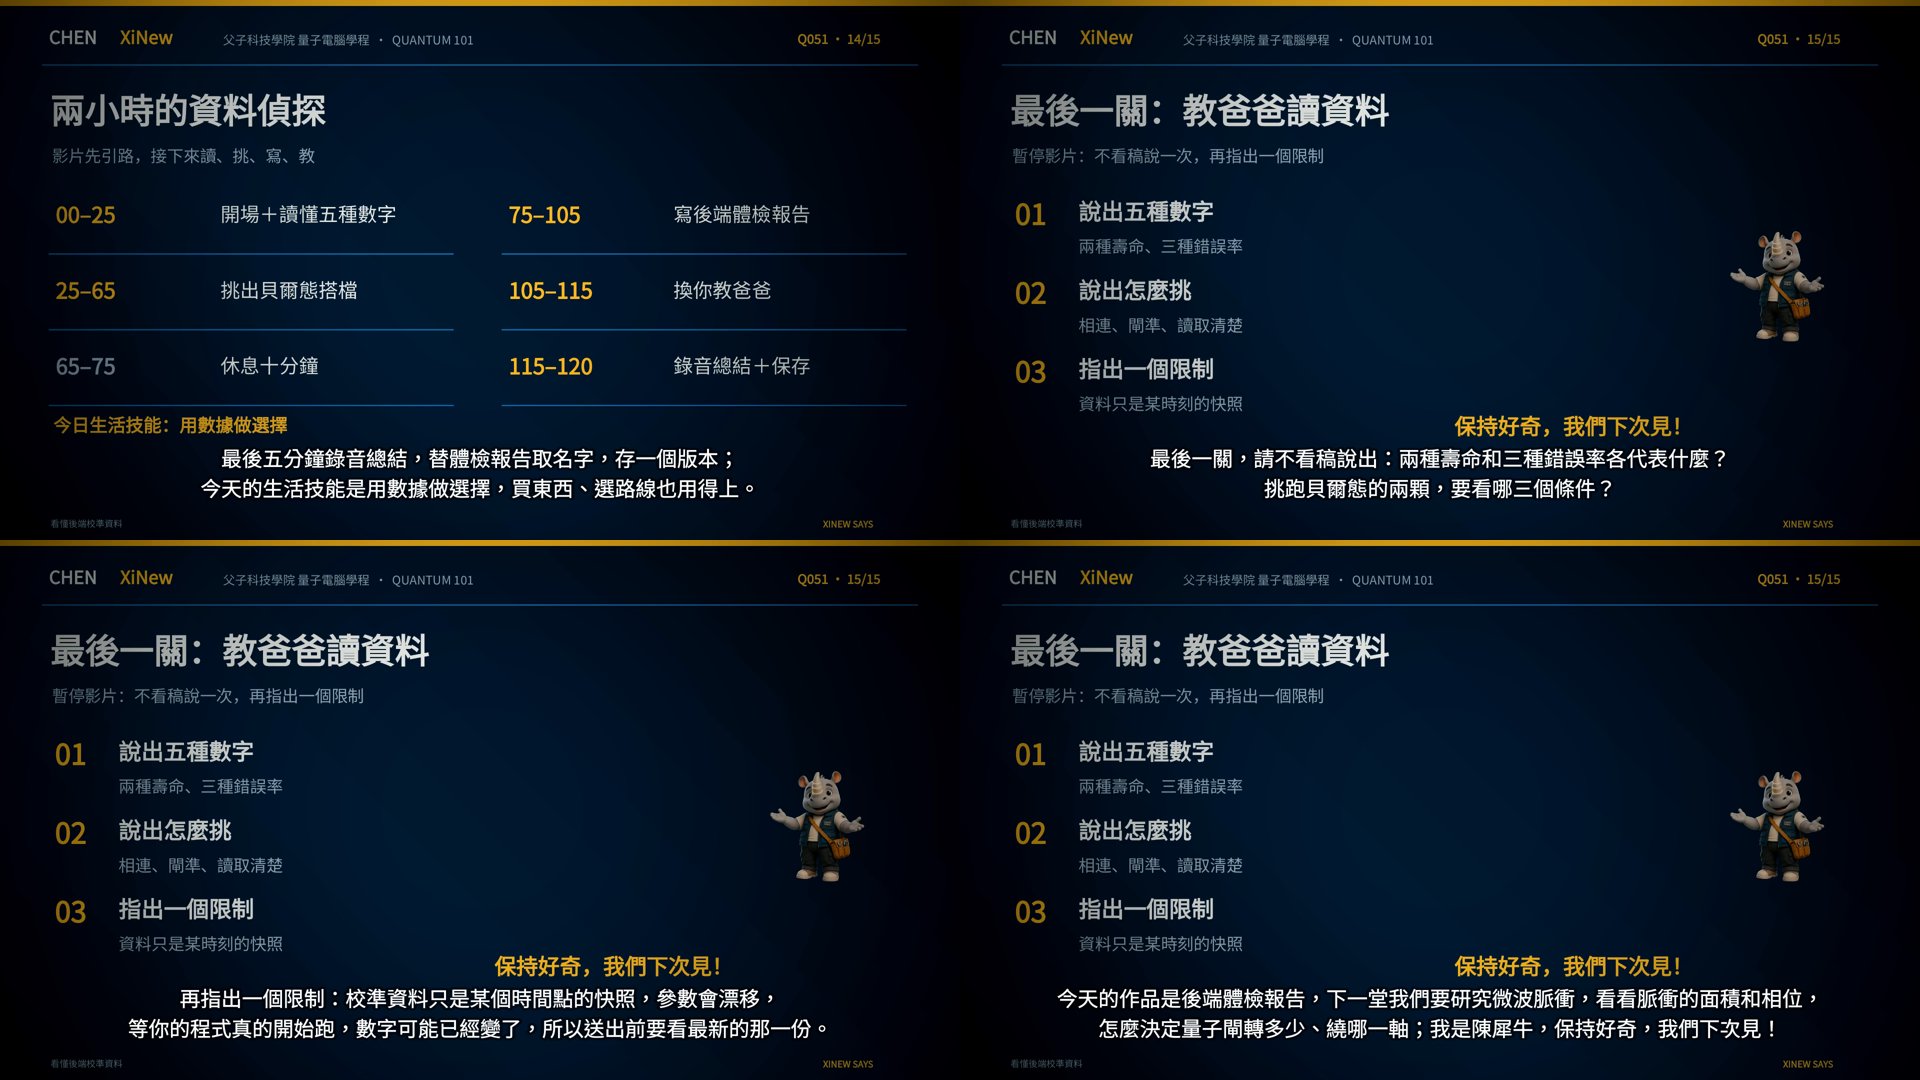 CHEN XiNew 父子科技學院 量子電腦學程 · QUANTUM 101 Q051 · 14/15
兩小時的資料偵探
影片先引路，接下來讀、挑、寫、教
00–25 開場＋讀懂五種數字
75–105 寫後端體檢報告
25–65 挑出貝爾態搭檔
105–115 換你教爸爸
65–75 休息十分鐘
115–120 錄音總結＋保存
今日生活技能：用數據做選擇
最後五分鐘錄音總結，替體檢報告取名字，存一個版本；
今天的生活技能是用數據做選擇，買東西、選路線也用得上。
看懂後端校準資料 XINEW SAYS
CHEN XiNew 父子科技學院 量子電腦學程 · QUANTUM 101 Q051 · 15/15
最後一關：教爸爸讀資料
暫停影片：不看稿說一次，再指出一個限制
01 說出五種數字
兩種壽命、三種錯誤率
02 說出怎麼挑
相連、閘準、讀取清楚
03 指出一個限制
資料只是某時刻的快照
保持好奇，我們下次見！
最後一關，請不看稿說出：兩種壽命和三種錯誤率各代表什麼？
挑跑貝爾態的兩顆，要看哪三個條件？
看懂後端校準資料 XINEW SAYS
CHEN XiNew 父子科技學院 量子電腦學程 · QUANTUM 101 Q051 · 15/15
最後一關：教爸爸讀資料
暫停影片：不看稿說一次，再指出一個限制
01 說出五種數字
兩種壽命、三種錯誤率
02 說出怎麼挑
相連、閘準、讀取清楚
03 指出一個限制
資料只是某時刻的快照
保持好奇，我們下次見！
再指出一個限制：校準資料只是某個時間點的快照，參數會漂移，
等你的程式真的開始跑，數字可能已經變了，所以送出前要看最新的那一份。
看懂後端校準資料 XINEW SAYS
CHEN XiNew 父子科技學院 量子電腦學程 · QUANTUM 101 Q051 · 15/15
最後一關：教爸爸讀資料
暫停影片：不看稿說一次，再指出一個限制
01 說出五種數字
兩種壽命、三種錯誤率
02 說出怎麼挑
相連、閘準、讀取清楚
03 指出一個限制
資料只是某時刻的快照
保持好奇，我們下次見！
今天的作品是後端體檢報告，下一堂我們要研究微波脈衝，看看脈衝的面積和相位，
怎麼決定量子閘轉多少、繞哪一軸；我是陳犀牛，保持好奇，我們下次見！
看懂後端校準資料 XINEW SAYS